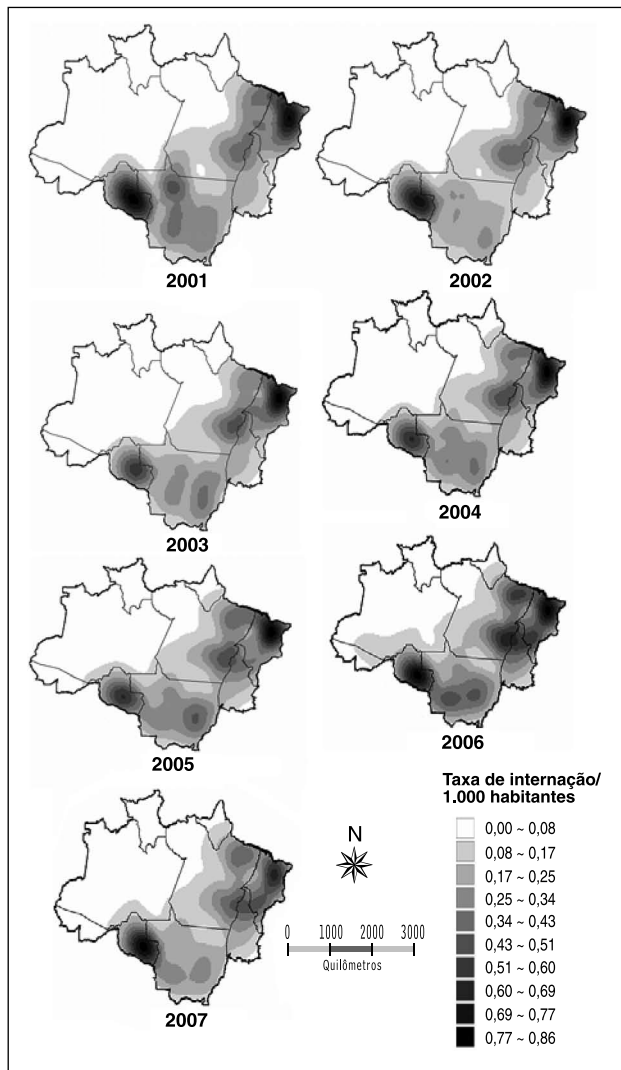 2001
2002
2003
2004
2005
2006
2007
Taxa de internação/
1.000 habitantes
0,00 ~ 0,08
0,08 ~ 0,17
0,17 ~ 0,25
0,25 ~ 0,34
0,34 ~ 0,43
0,43 ~ 0,51
0,51 ~ 0,60
0,60 ~ 0,69
0,69 ~ 0,77
0,77 ~ 0,86
N
0 1000 2000 3000
Quilômetros